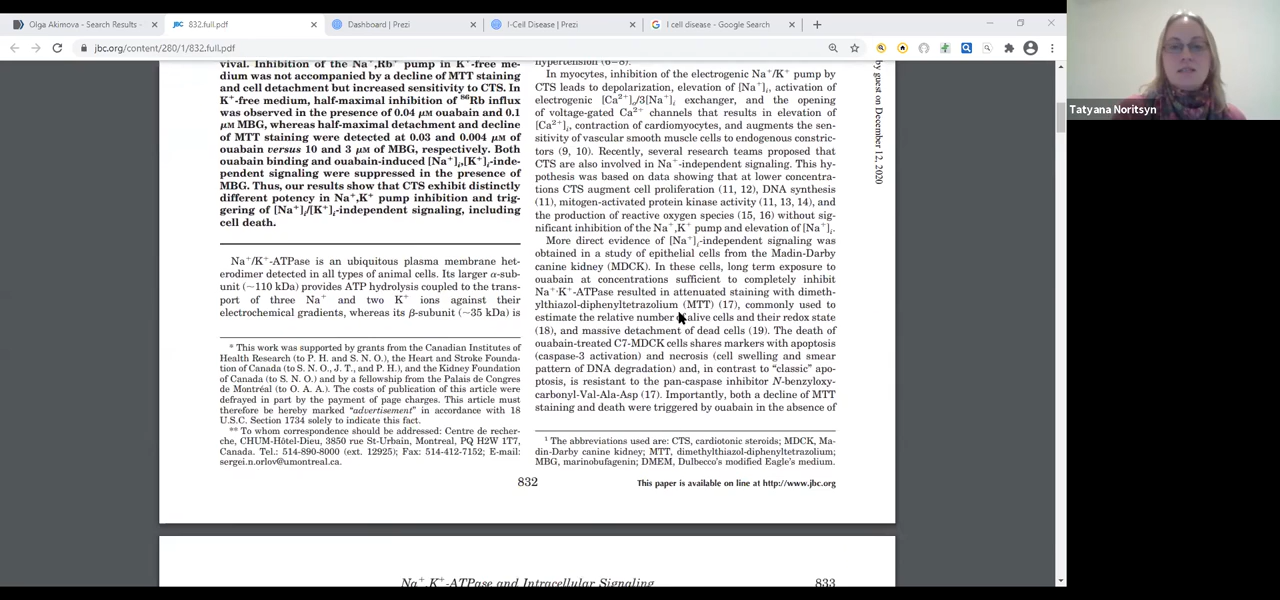 Olga Akimova - Search Results -
832.full.pdf
Dashboard | Prezi
I-Cell Disease | Prezi
I cell disease - Google Search
jbc.org/content/280/1/832.full.pdf
vival. Inhibition of the Na⁺,Rb⁺ pump in K⁺-free me-
dium was not accompanied by a decline of MTT staining
and cell detachment but increased sensitivity to CTS. In
K⁺-free medium, half-maximal inhibition of ⁸⁶Rb influx
was observed in the presence of 0.04 μM ouabain and 0.1
μM MBG, whereas half-maximal detachment and decline
of MTT staining were detected at 0.03 and 0.004 μM of
ouabain versus 10 and 3 μM of MBG, respectively. Both
ouabain binding and ouabain-induced [Na⁺]ᵢ,[K⁺]ᵢ-inde-
pendent signaling were suppressed in the presence of
MBG. Thus, our results show that CTS exhibit distinctly
different potency in Na⁺,K⁺ pump inhibition and trig-
gering of [Na⁺]ᵢ/[K⁺]ᵢ-independent signaling, including
cell death.
Na⁺/K⁺-ATPase is an ubiquitous plasma membrane het-
erodimer detected in all types of animal cells. Its larger α-sub-
unit (~110 kDa) provides ATP hydrolysis coupled to the trans-
port of three Na⁺ and two K⁺ ions against their
electrochemical gradients, whereas its β-subunit (~35 kDa) is
* This work was supported by grants from the Canadian Institutes of
Health Research (to P. H. and S. N. O.), the Heart and Stroke Founda-
tion of Canada (to S. N. O., J. T., and P. H.), and the Kidney Foundation
of Canada (to S. N. O.) and by a fellowship from the Palais de Congres
de Montréal (to O. A. A.). The costs of publication of this article were
defrayed in part by the payment of page charges. This article must
therefore be hereby marked “advertisement” in accordance with 18
U.S.C. Section 1734 solely to indicate this fact.
** To whom correspondence should be addressed: Centre de recher-
che, CHUM-Hôtel-Dieu, 3850 rue St-Urbain, Montreal, PQ H2W 1T7,
Canada. Tel.: 514-890-8000 (ext. 12925); Fax: 514-412-7152; E-mail:
sergei.n.orlov@umontreal.ca.
hypertension (6–8).
In myocytes, inhibition of the electrogenic Na⁺/K⁺ pump by
CTS leads to depolarization, elevation of [Na⁺]ᵢ, activation of
electrogenic [Ca²⁺]ₒ/3[Na⁺]ᵢ exchanger, and the opening
of voltage-gated Ca²⁺ channels that results in elevation of
[Ca²⁺]ᵢ, contraction of cardiomyocytes, and augments the sen-
sitivity of vascular smooth muscle cells to endogenous constric-
tors (9, 10). Recently, several research teams proposed that
CTS are also involved in Na⁺-independent signaling. This hy-
pothesis was based on data showing that at lower concentra-
tions CTS augment cell proliferation (11, 12), DNA synthesis
(11), mitogen-activated protein kinase activity (11, 13, 14), and
the production of reactive oxygen species (15, 16) without sig-
nificant inhibition of the Na⁺,K⁺ pump and elevation of [Na⁺]ᵢ.
More direct evidence of [Na⁺]ᵢ-independent signaling was
obtained in a study of epithelial cells from the Madin-Darby
canine kidney (MDCK). In these cells, long term exposure to
ouabain at concentrations sufficient to completely inhibit
Na⁺·K⁺-ATPase resulted in attenuated staining with dimeth-
ylthiazol-diphenyltetrazolium (MTT) (17), commonly used to
estimate the relative number of alive cells and their redox state
(18), and massive detachment of dead cells (19). The death of
ouabain-treated C7-MDCK cells shares markers with apoptosis
(caspase-3 activation) and necrosis (cell swelling and smear
pattern of DNA degradation) and, in contrast to “classic” apo-
ptosis, is resistant to the pan-caspase inhibitor N-benzyloxy-
carbonyl-Val-Ala-Asp (17). Importantly, both a decline of MTT
staining and death were triggered by ouabain in the absence of
¹ The abbreviations used are: CTS, cardiotonic steroids; MDCK, Ma-
din-Darby canine kidney; MTT, dimethylthiazol-diphenyltetrazolium;
MBG, marinobufagenin; DMEM, Dulbecco's modified Eagle's medium.
832
This paper is available on line at http://www.jbc.org
by guest on December 12, 2020
Na⁺,K⁺-ATPase and Intracellular Signaling
833
Tatyana Noritsyn